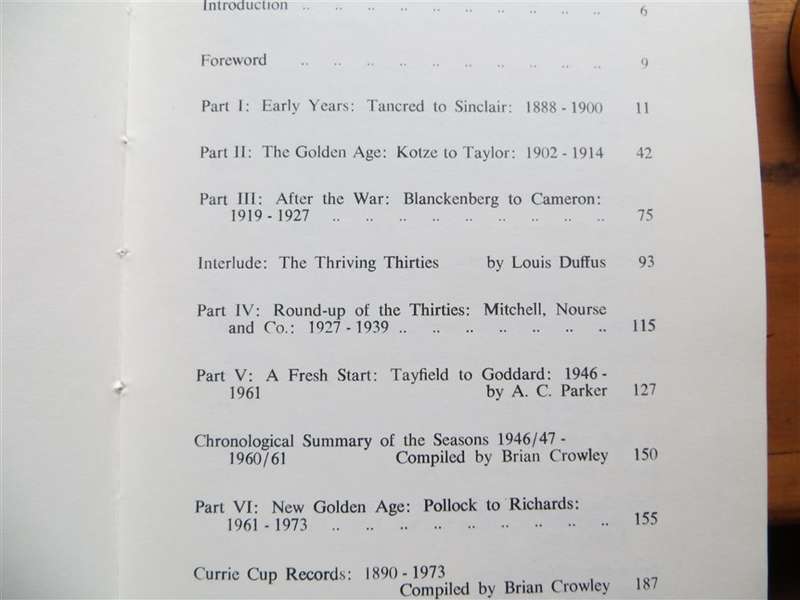 Introduction .. .. .. .. .. .. .. .. .. 6
Foreword .. .. .. .. .. .. .. .. .. 9
Part I: Early Years: Tancred to Sinclair: 1888 - 1900 11
Part II: The Golden Age: Kotze to Taylor: 1902 - 1914 42
Part III: After the War: Blanckenberg to Cameron:
1919 - 1927 .. .. .. .. .. .. .. .. .. 75
Interlude: The Thriving Thirties by Louis Duffus 93
Part IV: Round-up of the Thirties: Mitchell, Nourse
and Co.: 1927 - 1939 .. .. .. .. .. .. .. 115
Part V: A Fresh Start: Tayfield to Goddard: 1946 -
1961 by A. C. Parker 127
Chronological Summary of the Seasons 1946/47 -
1960/61 Compiled by Brian Crowley 150
Part VI: New Golden Age: Pollock to Richards:
1961 - 1973 .. .. .. .. .. .. .. .. .. 155
Currie Cup Records: 1890 - 1973
Compiled by Brian Crowley 187